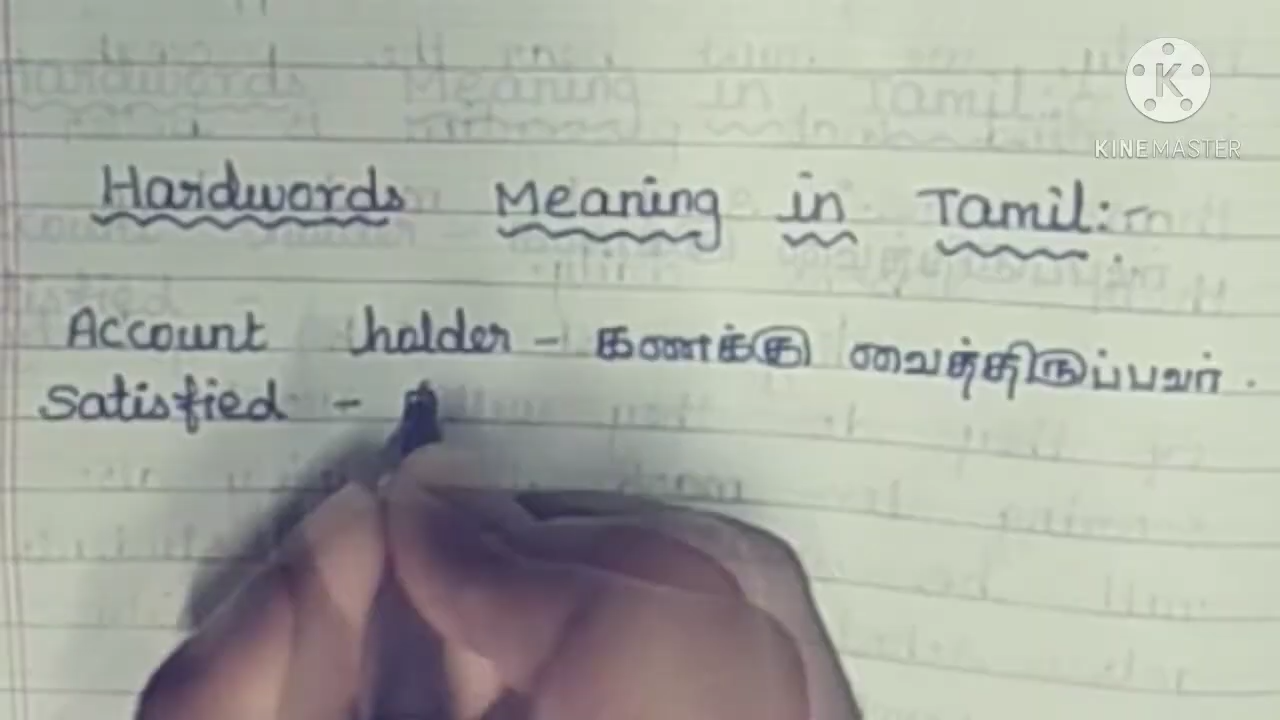 KINEMASTER
Hardwords Meaning in Tamil:
Account holder - கணக்கு வைத்திருப்பவர்.
Satisfied -